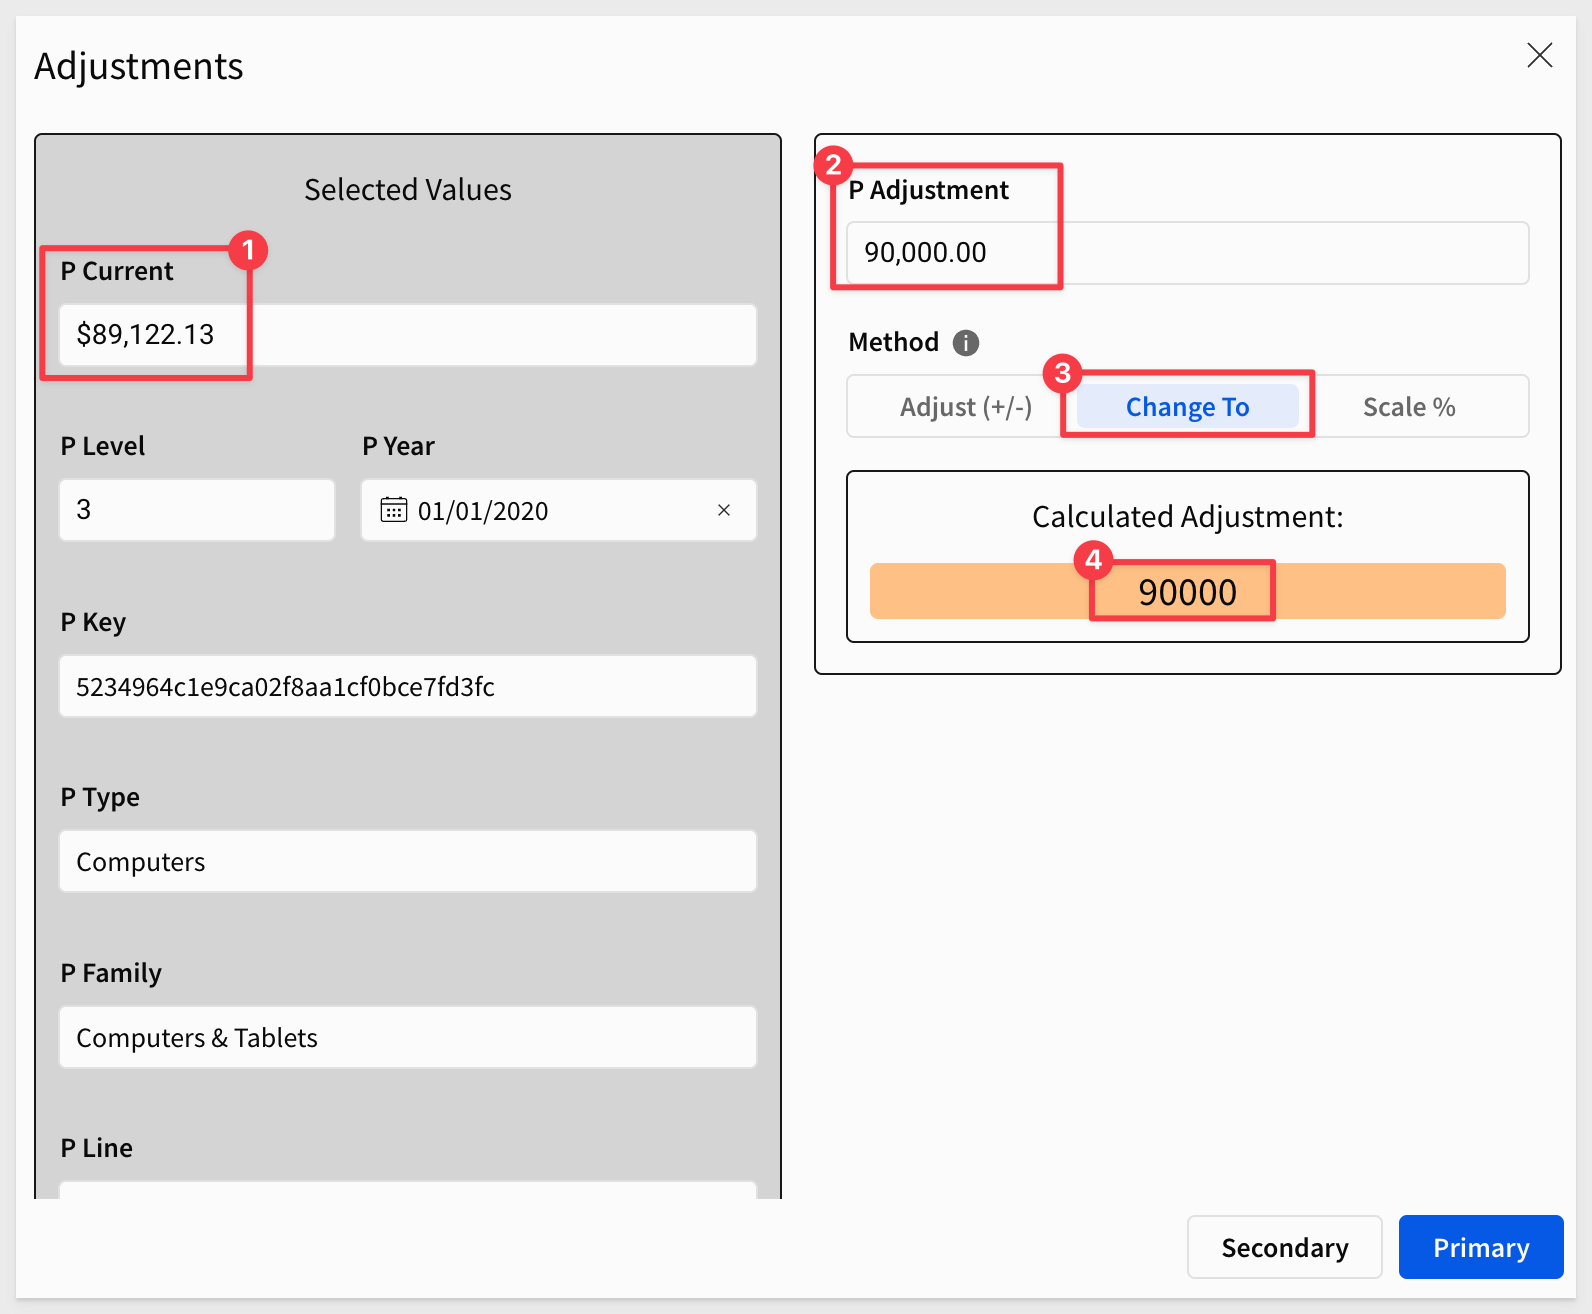 Adjustments
Selected Values
1
P Current
$89,122.13
P Level
P Year
3
01/01/2020
P Key
5234964c1e9ca02f8aa1cf0bce7fd3fc
P Type
Computers
P Family
Computers & Tablets
P Line
2
P Adjustment
90,000.00
Method
3
Adjust (+/-)
Change To
Scale %
Calculated Adjustment:
4
90000
Secondary
Primary